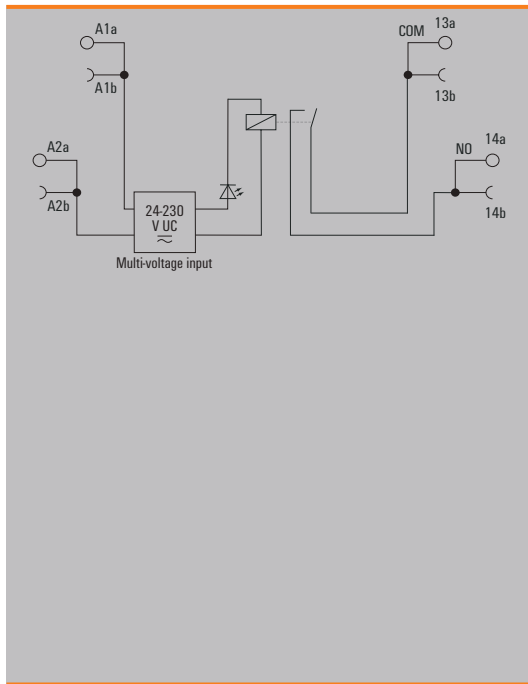 A1a
A1b
A2a
A2b
24-230
V UC
Multi-voltage input
COM
13a
13b
NO
14a
14b